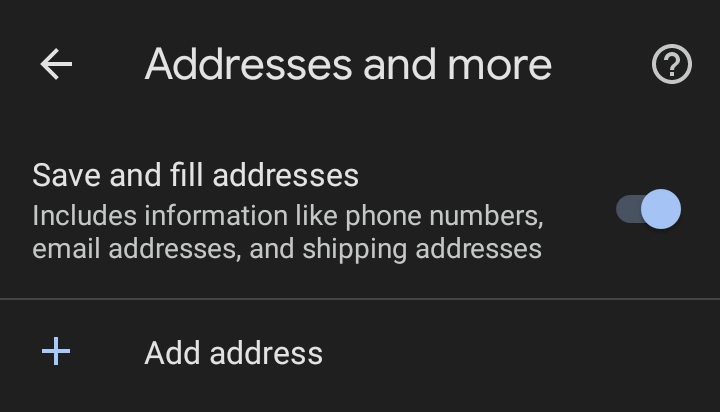 Addresses and more
Save and fill addresses
Includes information like phone numbers,
email addresses, and shipping addresses
Add address